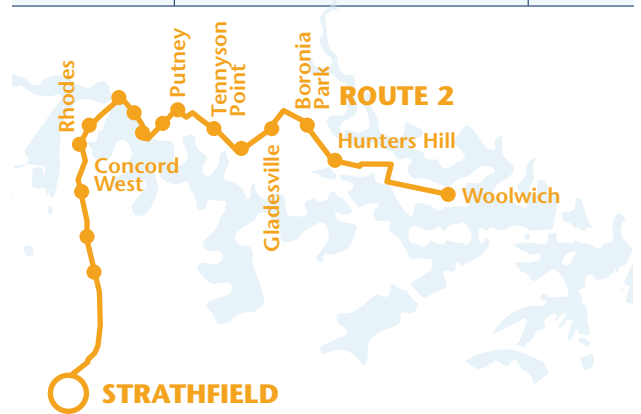 Rhodes
Putney
Tennyson
Point
Gladesville
Boronia
Park
ROUTE 2
Hunters Hill
Concord
West
Woolwich
STRATHFIELD